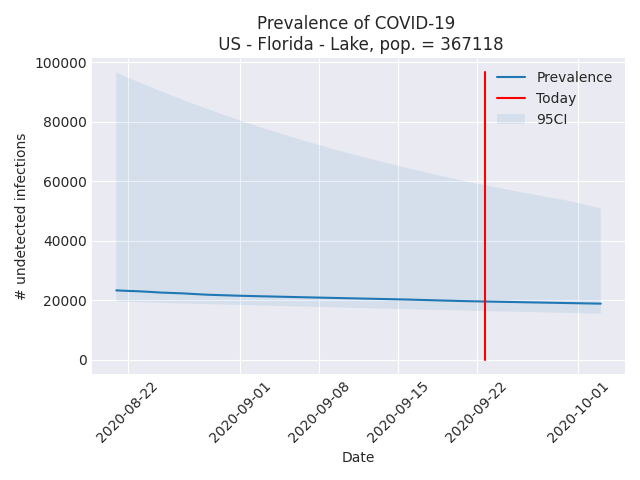 Prevalence of COVID-19
US - Florida - Lake, pop. = 367118
100000
80000
60000
40000
20000
0
# undetected infections
Prevalence
Today
95CI
2020-08-22
2020-09-01
2020-09-08
2020-09-15
2020-09-22
2020-10-01
Date